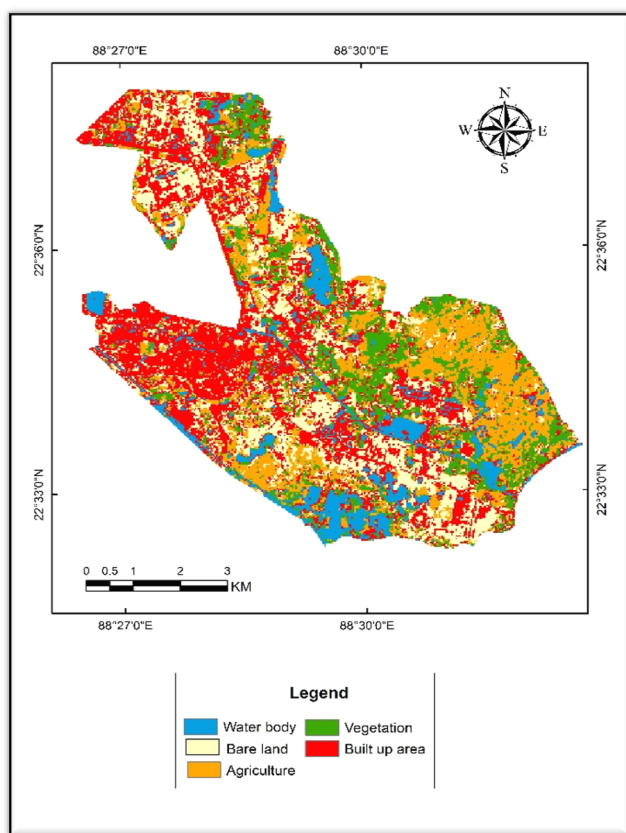 88°27'0"E 88°30'0"E
N
W E
S
22°36'0"N 22°36'0"N
22°33'0"N 22°33'0"N
0 0.5 1 2 3
KM
88°27'0"E 88°30'0"E
Legend
Water body Vegetation
Bare land Built up area
Agriculture